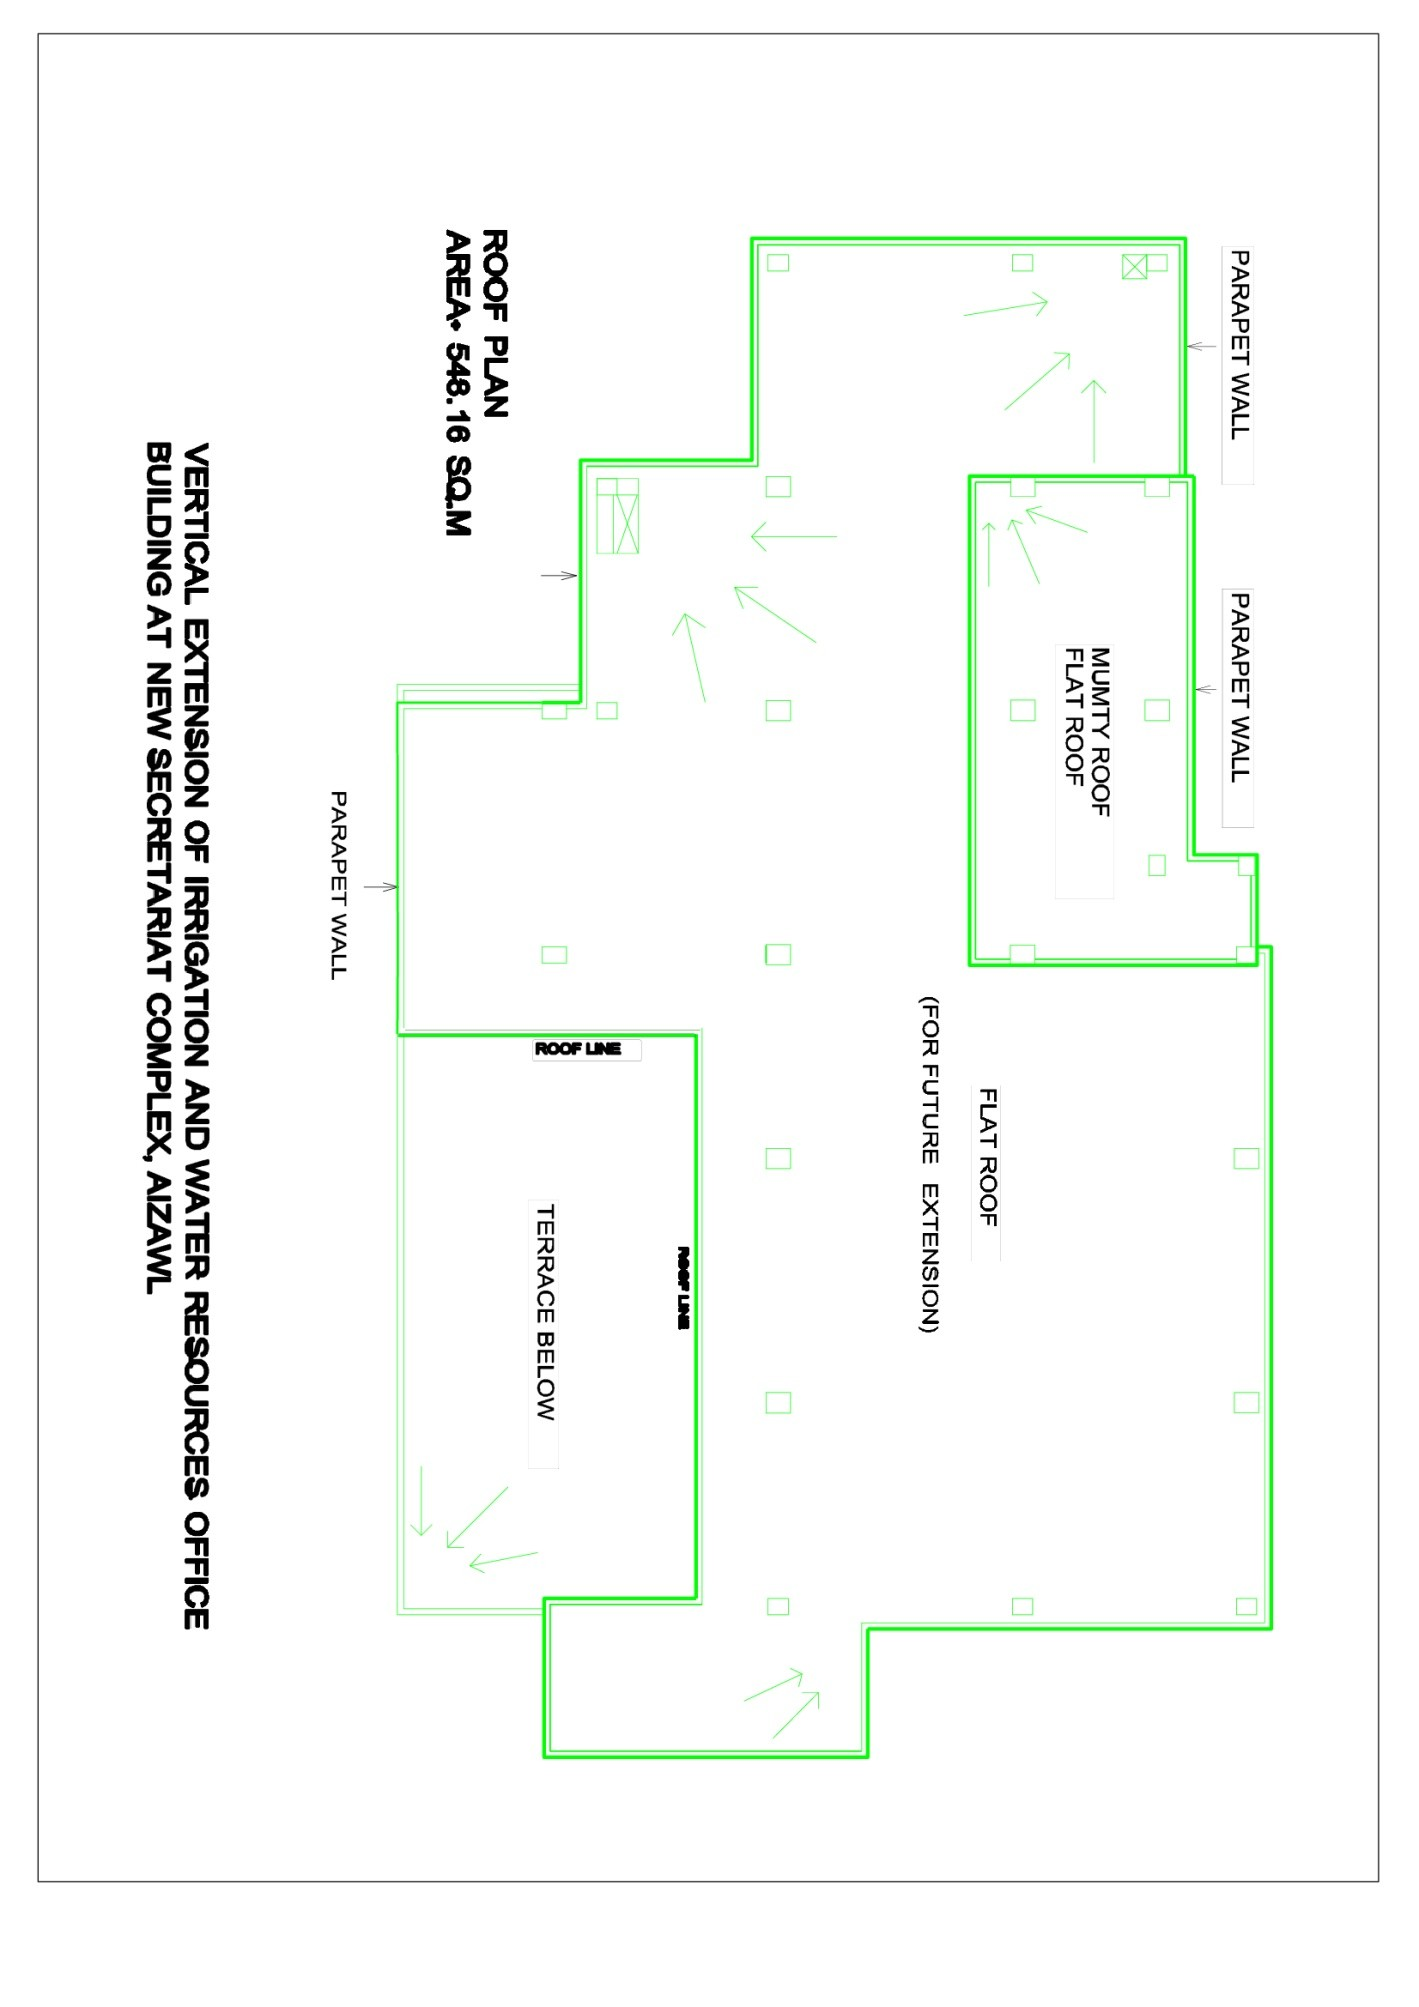 PARAPET WALL
PARAPET WALL
MUMTY ROOF
FLAT ROOF
FLAT ROOF
(FOR FUTURE EXTENSION)
ROOF LINE
ROOF LINE
TERRACE BELOW
PARAPET WALL
ROOF PLAN
AREA• 548.16 SQ.M
VERTICAL EXTENSION OF IRRIGATION AND WATER RESOURCES OFFICE
BUILDING AT NEW SECRETARIAT COMPLEX, AIZAWL